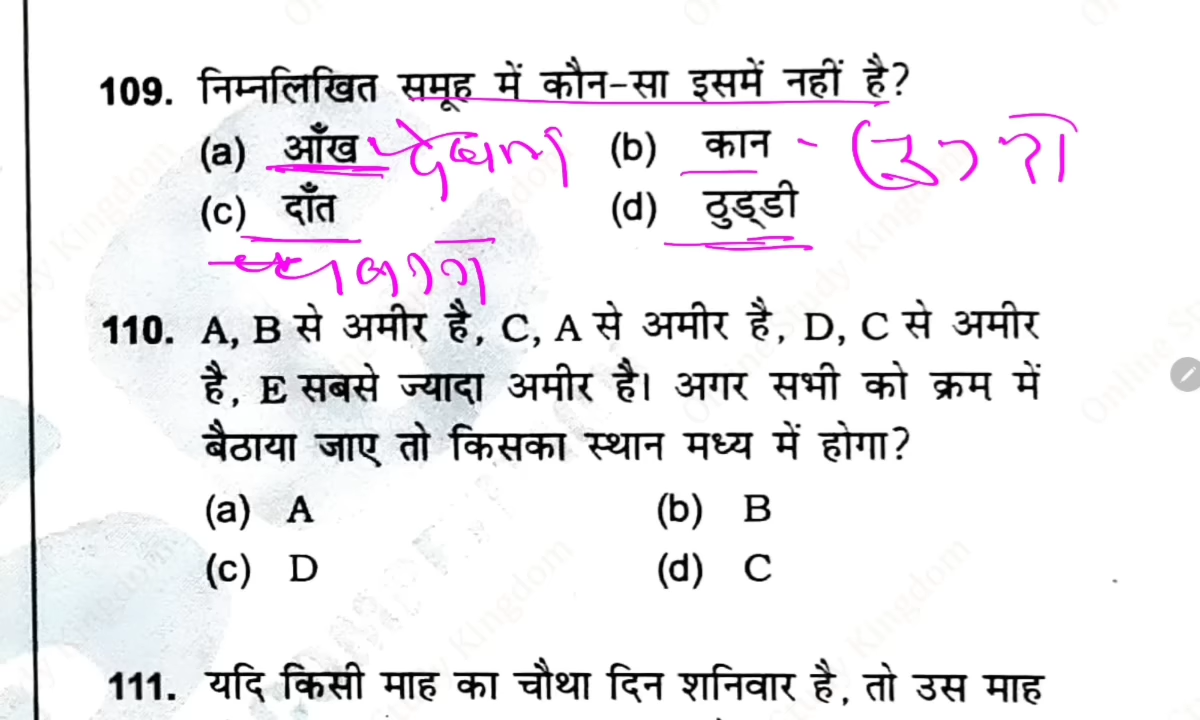 109. निम्नलिखित समूह में कौन-सा इसमें नहीं है?
(a) आँख देखना (b) कान -
(c) दाँत (d) ठुड्डी
110. A, B से अमीर है, C, A से अमीर है, D, C से अमीर
है, E सबसे ज्यादा अमीर है। अगर सभी को क्रम में
बैठाया जाए तो किसका स्थान मध्य में होगा?
(a) A (b) B
(c) D (d) C
111. यदि किसी माह का चौथा दिन शनिवार है, तो उस माह